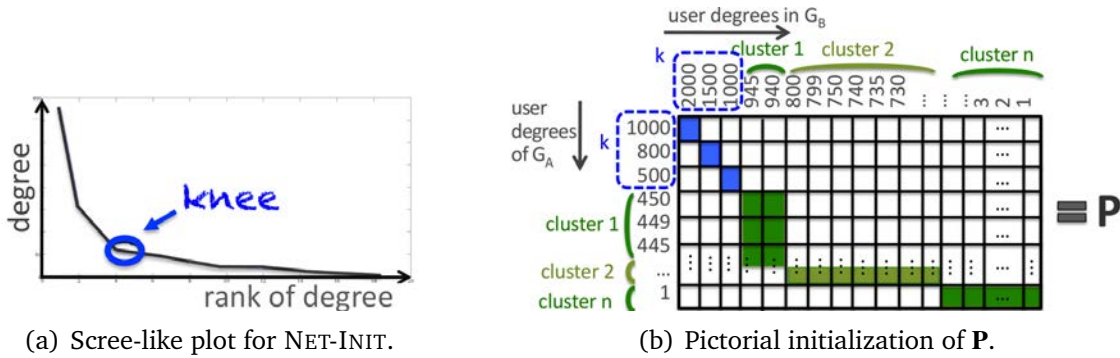 degree
knee
rank of degree
(a) Scree-like plot for NET-INIT.
user degrees in G_B
cluster 1
cluster 2
cluster n
k
2000 1500 1000 945 940 800 799 750 740 735 730 ... ... ... 3 2 1
user
degrees
of G_A
k
1000 ...
800 ...
500 ...
cluster 1
450 ...
449 ...
445 ...
cluster 2
...
cluster n
1 ...
= P
(b) Pictorial initialization of P.